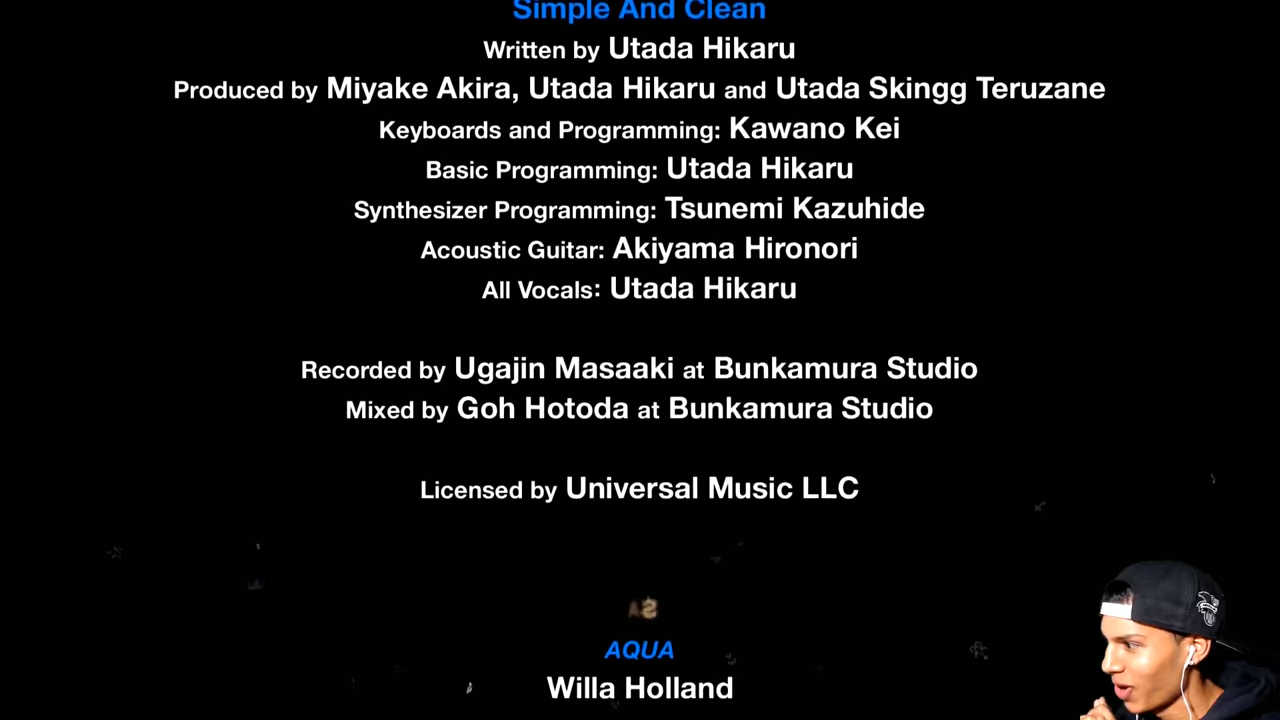 Simple And Clean
Written by Utada Hikaru
Produced by Miyake Akira, Utada Hikaru and Utada Skingg Teruzane
Keyboards and Programming: Kawano Kei
Basic Programming: Utada Hikaru
Synthesizer Programming: Tsunemi Kazuhide
Acoustic Guitar: Akiyama Hironori
All Vocals: Utada Hikaru
Recorded by Ugajin Masaaki at Bunkamura Studio
Mixed by Goh Hotoda at Bunkamura Studio
Licensed by Universal Music LLC
AQUA
Willa Holland